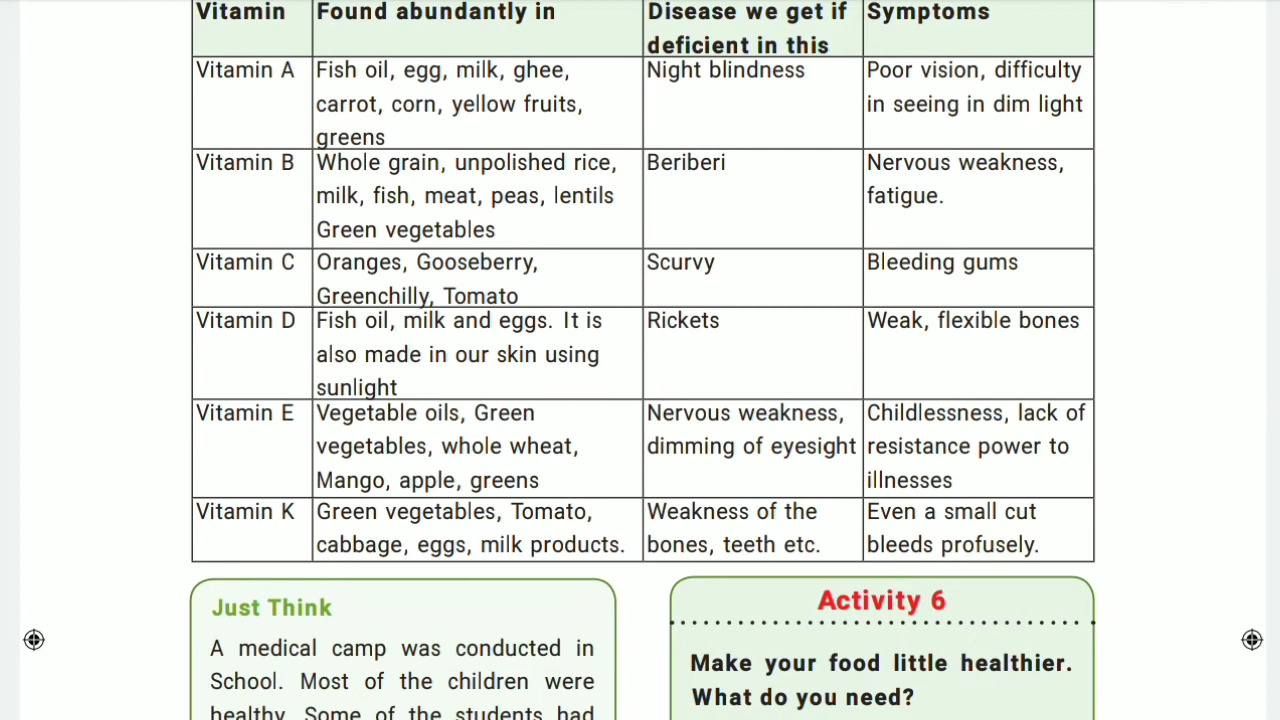 Vitamin Found abundantly in Disease we get if Symptoms
deficient in this
Vitamin A Fish oil, egg, milk, ghee, Night blindness Poor vision, difficulty
carrot, corn, yellow fruits, in seeing in dim light
greens
Vitamin B Whole grain, unpolished rice, Beriberi Nervous weakness,
milk, fish, meat, peas, lentils fatigue.
Green vegetables
Vitamin C Oranges, Gooseberry, Scurvy Bleeding gums
Greenchilly, Tomato
Vitamin D Fish oil, milk and eggs. It is Rickets Weak, flexible bones
also made in our skin using
sunlight
Vitamin E Vegetable oils, Green Nervous weakness, Childlessness, lack of
vegetables, whole wheat, dimming of eyesight resistance power to
Mango, apple, greens illnesses
Vitamin K Green vegetables, Tomato, Weakness of the Even a small cut
cabbage, eggs, milk products. bones, teeth etc. bleeds profusely.
Just Think
A medical camp was conducted in
School. Most of the children were
healthy. Some of the students had
Activity 6
Make your food little healthier.
What do you need?